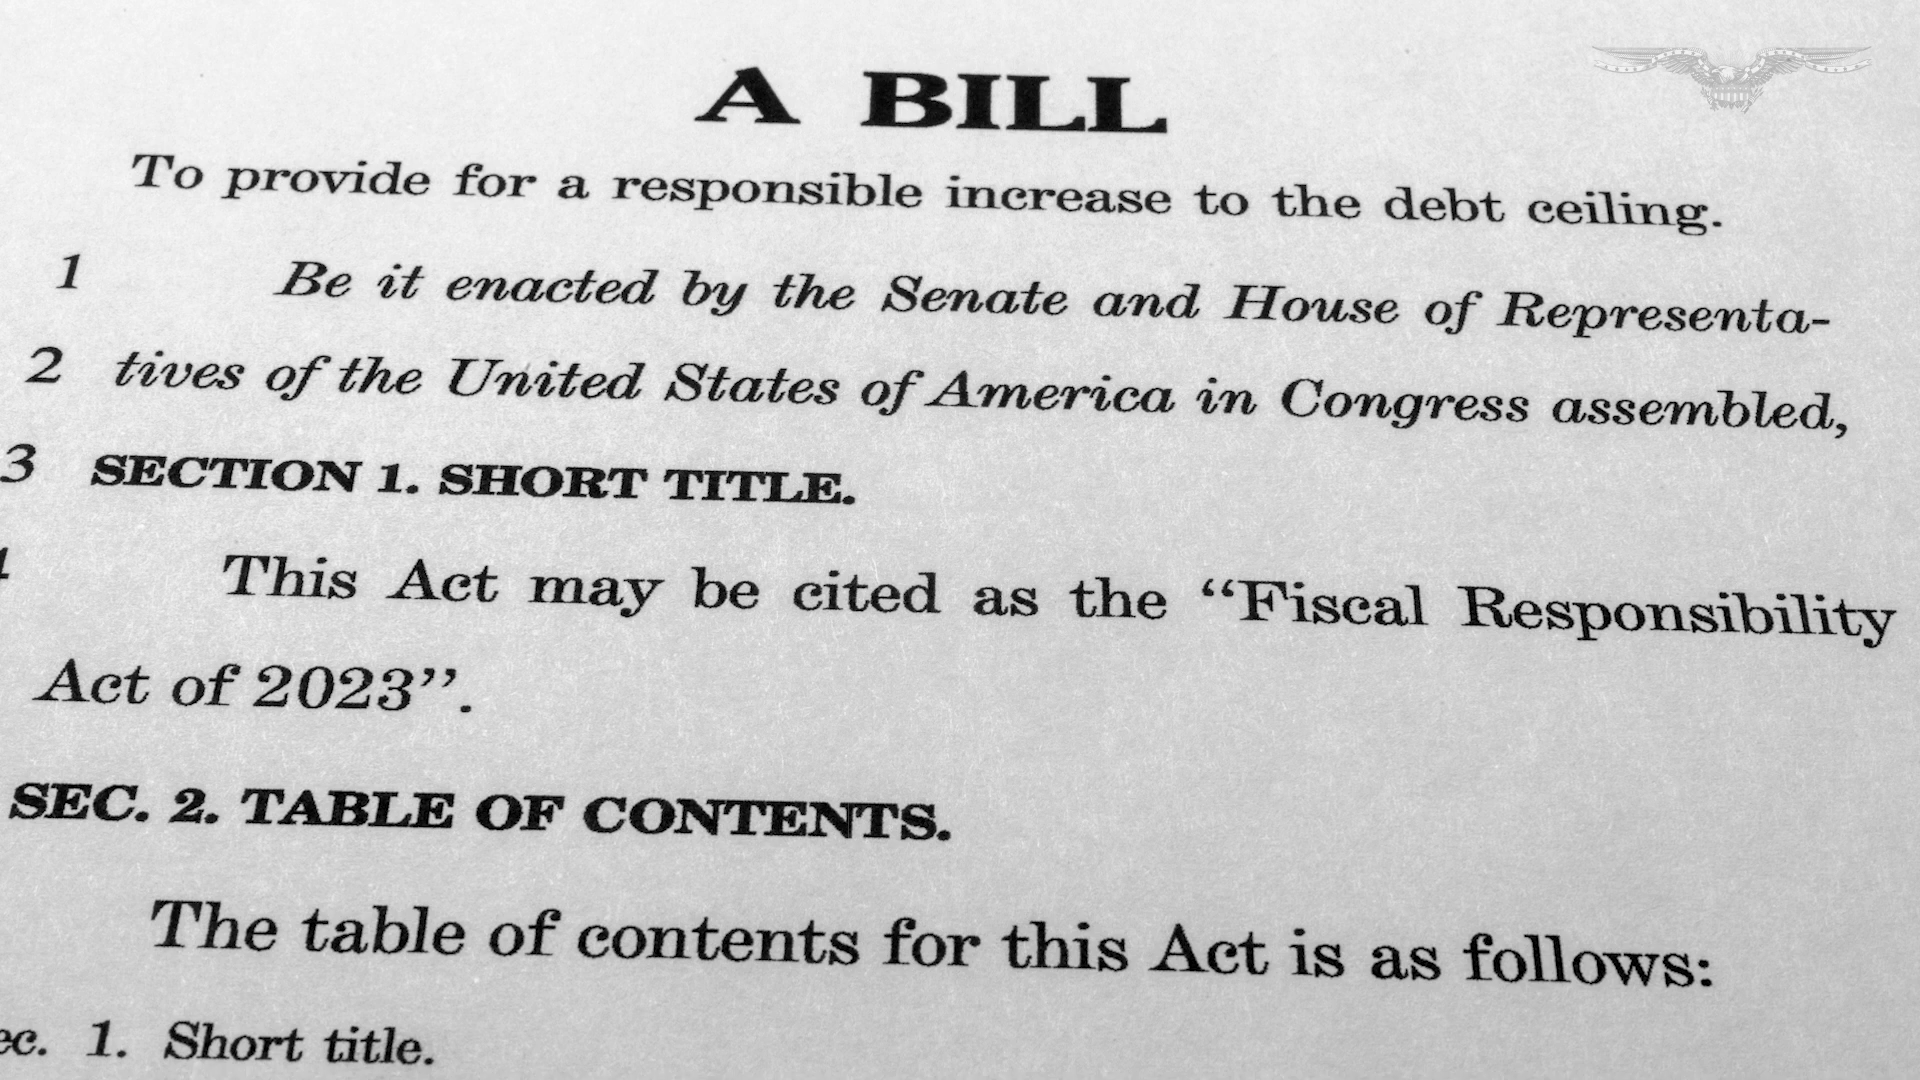 A BILL
To provide for a responsible increase to the debt ceiling.
1 Be it enacted by the Senate and House of Representa-
2 tives of the United States of America in Congress assembled,
3 SECTION 1. SHORT TITLE.
4 This Act may be cited as the “Fiscal Responsibility
Act of 2023”.
SEC. 2. TABLE OF CONTENTS.
The table of contents for this Act is as follows:
ec. 1. Short title.